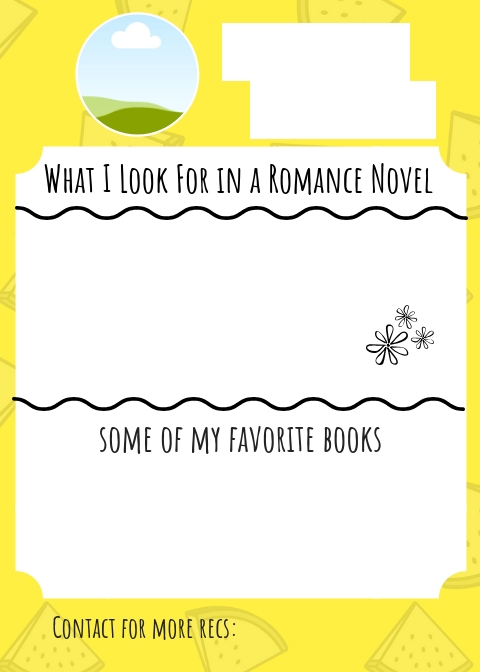 What I Look For in a Romance Novel
some of my favorite books
Contact for more recs: